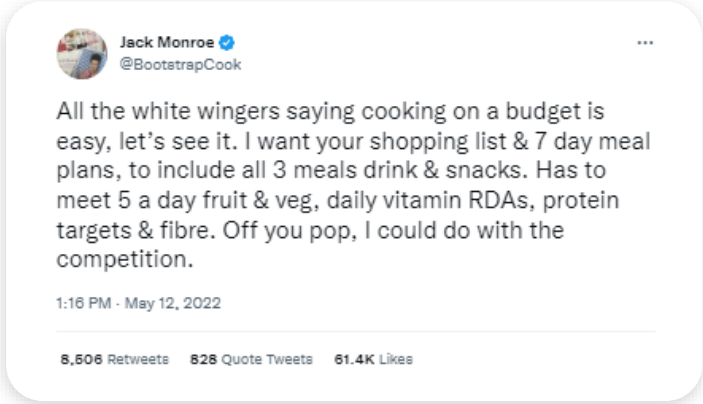 Jack Monroe
@BootstrapCook
All the white wingers saying cooking on a budget is
easy, let's see it. I want your shopping list & 7 day meal
plans, to include all 3 meals drink & snacks. Has to
meet 5 a day fruit & veg, daily vitamin RDAs, protein
targets & fibre. Off you pop, I could do with the
competition.
1:16 PM · May 12, 2022
8,506 Retweets 828 Quote Tweets 61.4K Likes